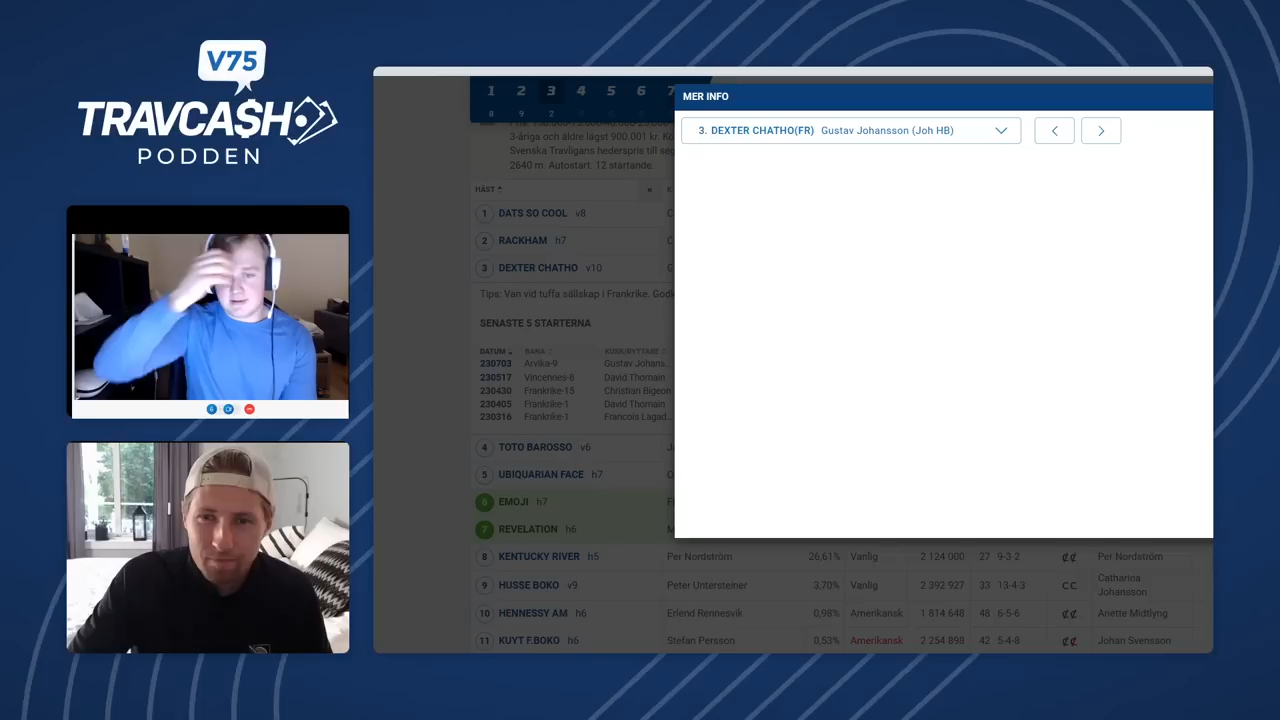 V75
TRAVCA$H
PODDEN
1 2 3 4 5 6 7
8 9 2
3-åriga och äldre lägst 900.001 kr.
Svenska Travligans hederspris till
2640 m. Autostart. 12 startande.
HÄST
1 DATS SO COOL v8
2 RACKHAM h7
3 DEXTER CHATHO v10
Tips: Van vid tuffa sällskap i Frankrike.
SENASTE 5 STARTERNA
DATUM BANA KUSK/RYTTARE
230703 Arvika-9 Gustav Johans...
230517 Vincennes-8 David Thomain
230430 Frankrike-15 Christian Bigeon
230405 Frankrike-1 David Thomain
230316 Frankrike-1 Francois Lagad...
4 TOTO BAROSSO v6
5 UBIQUARIAN FACE h7
6 EMOJI h7
7 REVELATION h6
MER INFO
3. DEXTER CHATHO(FR) Gustav Johansson (Joh HB)
8 KENTUCKY RIVER h5 Per Nordström 26,61% Vanlig 2 124 000 27 9-3-2 ȼȼ Per Nordström
9 HUSSE BOKO v9 Peter Untersteiner 3,70% Vanlig 2 392 927 33 13-4-3 CC Catharina Johansson
10 HENNESSY AM h6 Erlend Rennesvik 0,98% Amerikansk 1 814 648 48 6-5-6 ȼȼ Anette Midtlyng
11 KUYT F.BOKO h6 Stefan Persson 0,53% Amerikansk 2 254 898 42 5-4-8 ȼȼ Johan Svensson